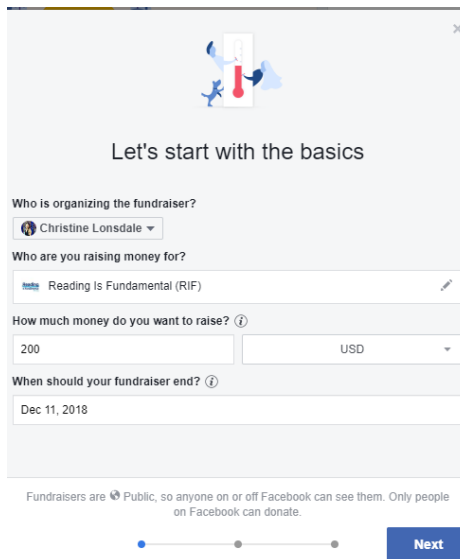 Let's start with the basics
Who is organizing the fundraiser?
Christine Lonsdale
Who are you raising money for?
Reading Is Fundamental (RIF)
How much money do you want to raise?
200 USD
When should your fundraiser end?
Dec 11, 2018
Fundraisers are Public, so anyone on or off Facebook can see them. Only people
on Facebook can donate.
Next